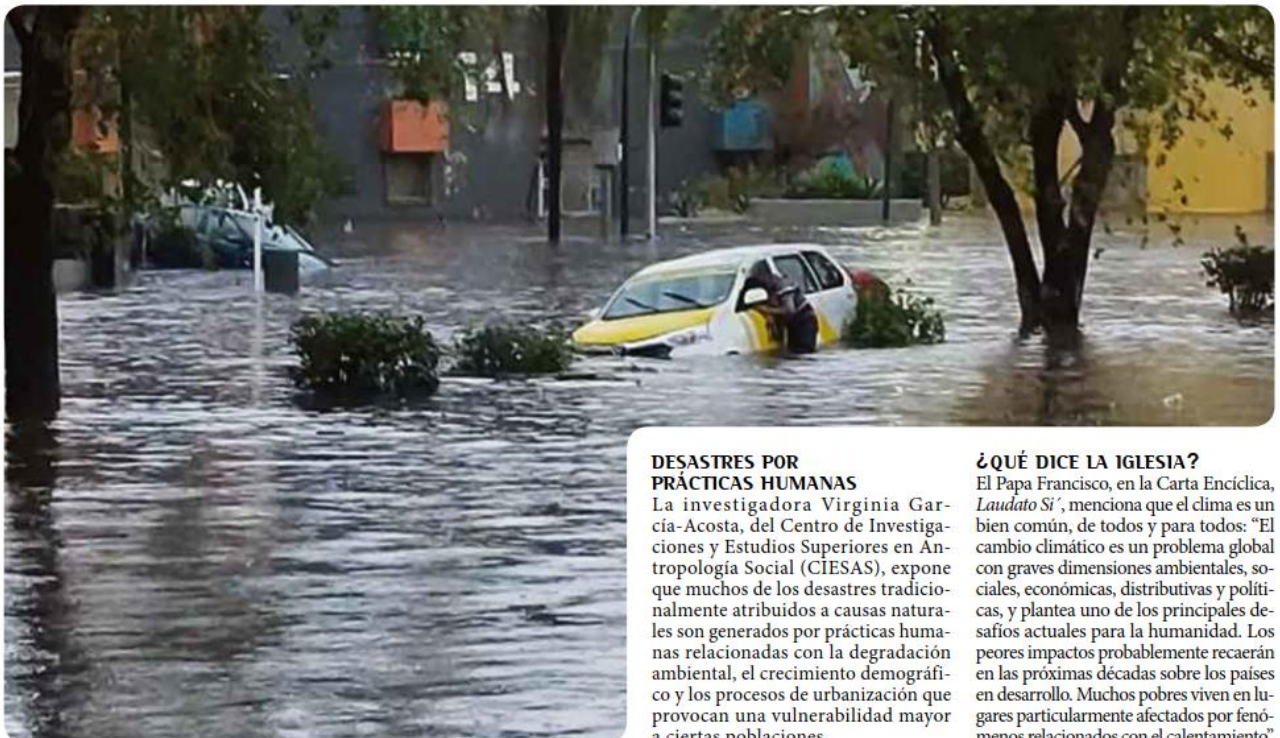 14
DESASTRES POR
PRÁCTICAS HUMANAS
La investigadora Virginia Gar-
cía-Acosta, del Centro de Investiga-
ciones y Estudios Superiores en An-
tropología Social (CIESAS), expone
que muchos de los desastres tradicio-
nalmente atribuidos a causas natura-
les son generados por prácticas huma-
nas relacionadas con la degradación
ambiental, el crecimiento demográfi-
co y los procesos de urbanización que
provocan una vulnerabilidad mayor
a ciertas poblaciones
¿QUÉ DICE LA IGLESIA?
El Papa Francisco, en la Carta Encíclica,
Laudato Si´, menciona que el clima es un
bien común, de todos y para todos: “El
cambio climático es un problema global
con graves dimensiones ambientales, so-
ciales, económicas, distributivas y políti-
cas, y plantea uno de los principales de-
safíos actuales para la humanidad. Los
peores impactos probablemente recaerán
en las próximas décadas sobre los países
en desarrollo. Muchos pobres viven en lu-
gares particularmente afectados por fenó-
menos relacionados con el calentamiento”